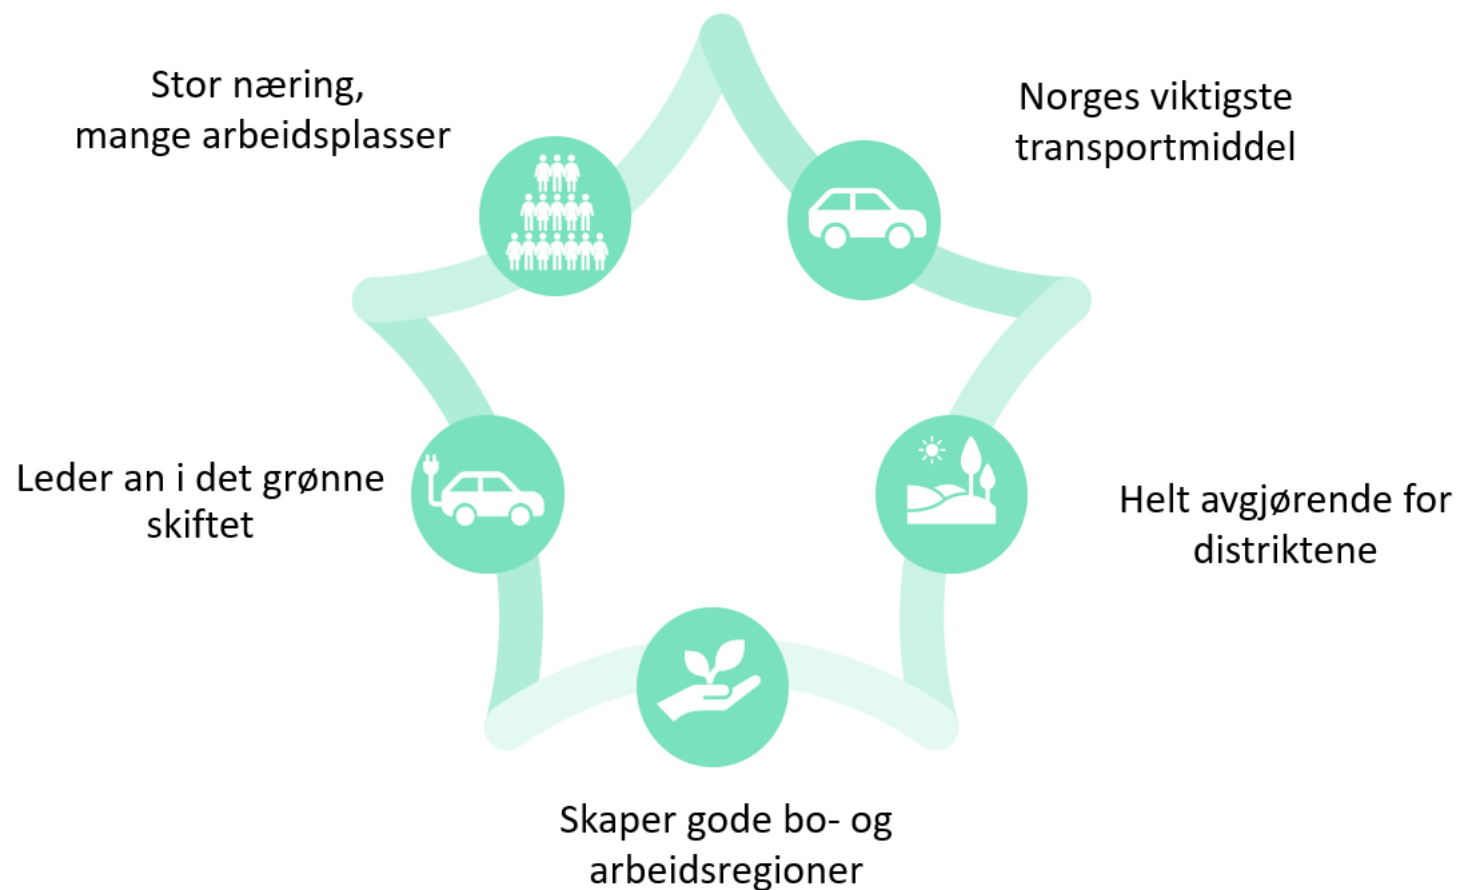 Stor næring,
mange arbeidsplasser
Norges viktigste
transportmiddel
Leder an i det grønne
skiftet
Helt avgjørende for
distriktene
Skaper gode bo- og
arbeidsregioner